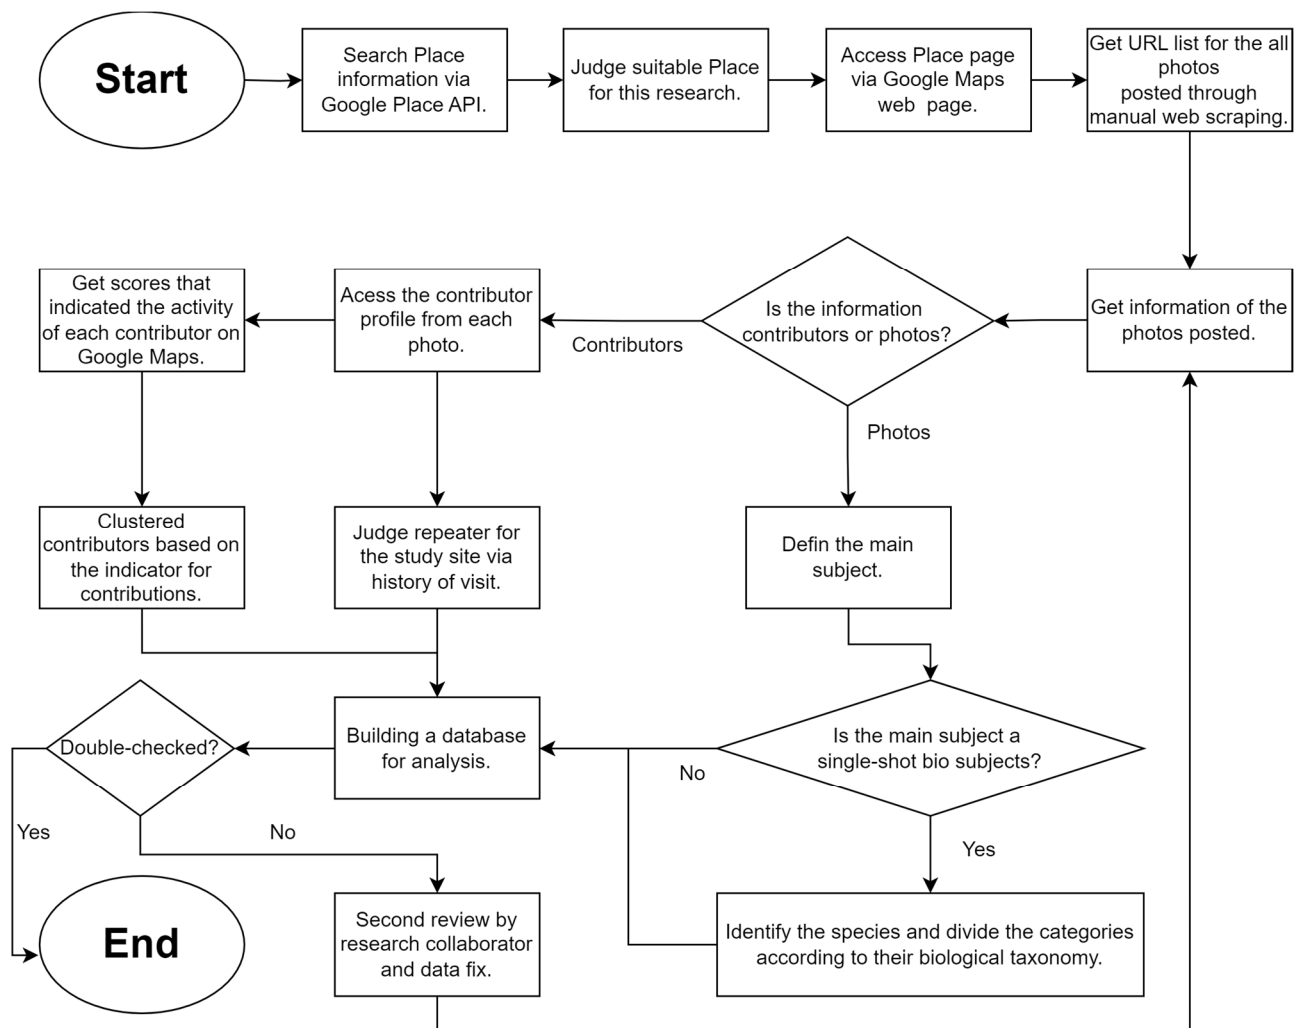 Start
Search Place
information via
Google Place API.
Judge suitable Place
for this research.
Access Place page
via Google Maps
web page.
Get URL list for the all
photos
posted through
manual web scraping.
Get scores that
indicated the activity
of each contributor on
Google Maps.
Acess the contributor
profile from each
photo.
Contributors
Is the information
contributors or photos?
Get information of the
photos posted.
Photos
Clustered
contributors based on
the indicator for
contributions.
Judge repeater for
the study site via
history of visit.
Defin the main
subject.
Double-checked?
Building a database
for analysis.
No
Is the main subject a
single-shot bio subjects?
Yes
No
Yes
End
Second review by
research collaborator
and data fix.
Identify the species and divide the categories
according to their biological taxonomy.